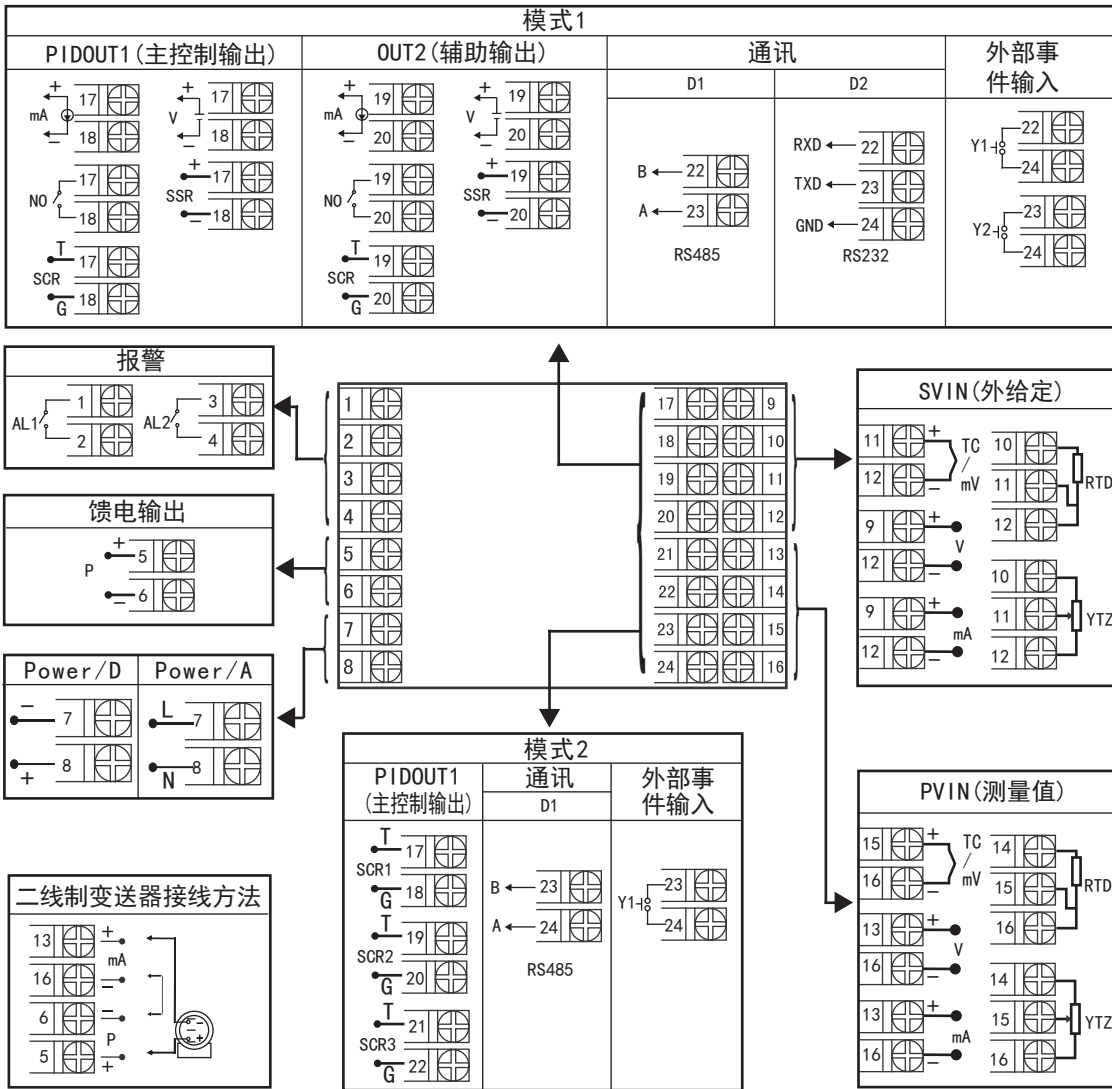 模式1
PIDOUT1(主控制输出)
OUT2(辅助输出)
通讯
外部事
件输入
D1
D2
+
mA
−
17
18
+
V
−
17
18
NO
17
18
+
SSR
−
17
18
T
SCR
G
17
18
+
mA
−
19
20
+
V
−
19
20
NO
19
20
+
SSR
−
19
20
T
SCR
G
19
20
B
22
A
23
RS485
RXD
22
TXD
23
GND
24
RS232
Y1
22
24
Y2
23
24
报警
AL1
1
2
AL2
3
4
馈电输出
P
+
5
−
6
Power/D
Power/A
−
7
+
8
L
7
N
8
二线制变送器接线方法
13
+
mA
16
−
6
−
P
5
+
−
−
+
1
2
3
4
5
6
7
8
17
9
18
10
19
11
20
12
21
13
22
14
23
15
24
16
模式2
PIDOUT1
(主控制输出)
通讯
D1
外部事
件输入
T
17
SCR1
G
18
T
19
SCR2
G
20
T
21
SCR3
G
22
B
23
A
24
RS485
Y1
23
24
SVIN(外给定)
11
+
TC
/
mV
12
−
9
+
V
12
−
9
+
mA
12
−
10
11
12
RTD
10
11
12
YTZ
PVIN(测量值)
15
+
TC
/
mV
16
−
13
+
V
16
−
13
+
mA
16
−
14
15
16
RTD
14
15
16
YTZ